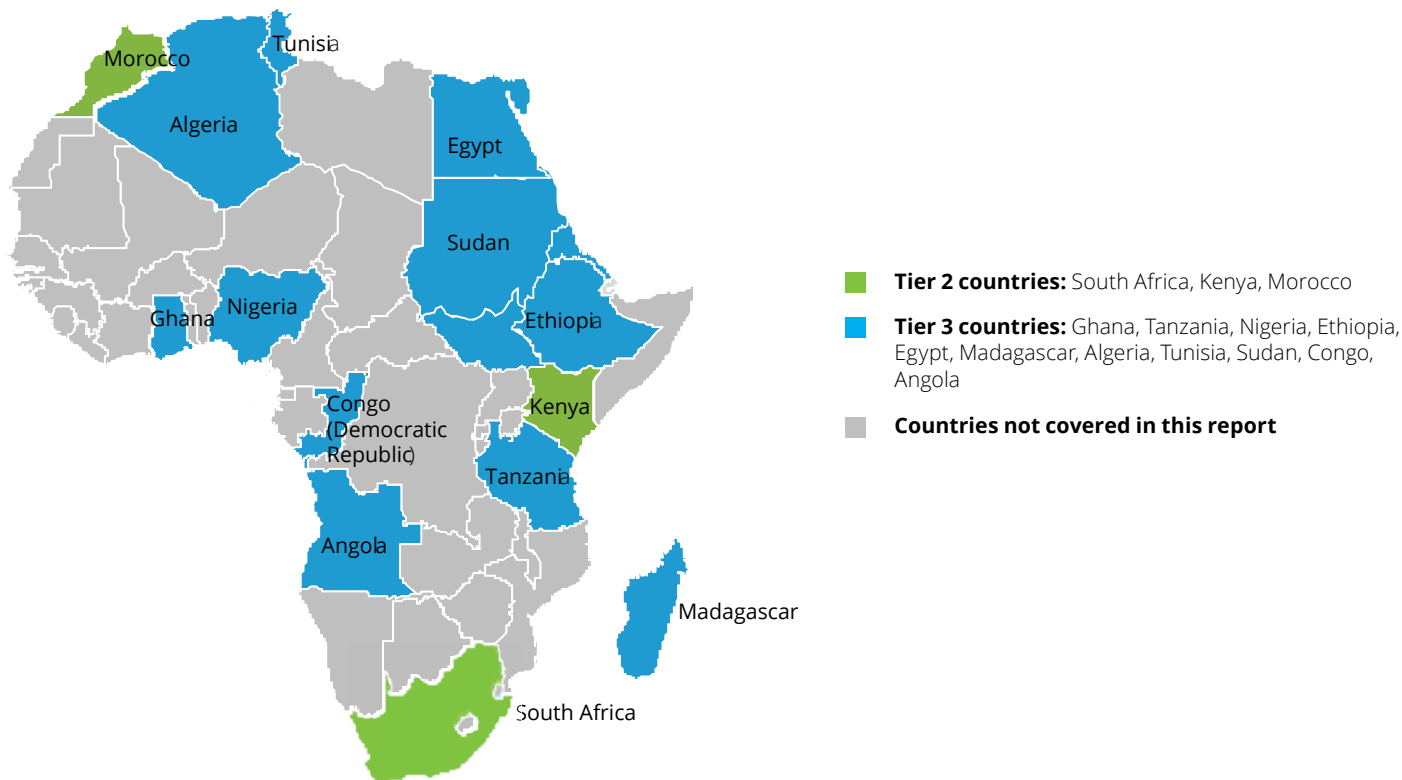 Tunisia
Morocco
Algeria
Egypt
Sudan
Nigeria
Ghana
Ethiopia
Congo
(Democratic
Republic)
Kenya
Tanzania
Angola
Madagascar
South Africa
Tier 2 countries: South Africa, Kenya, Morocco
Tier 3 countries: Ghana, Tanzania, Nigeria, Ethiopia,
Egypt, Madagascar, Algeria, Tunisia, Sudan, Congo,
Angola
Countries not covered in this report